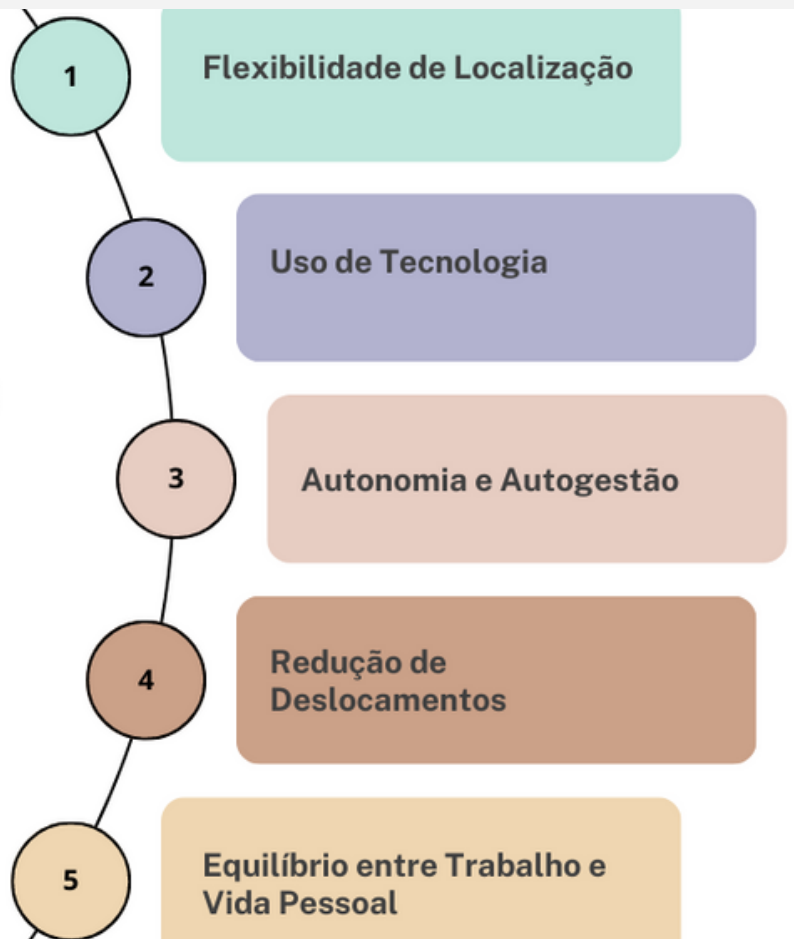 1
Flexibilidade de Localização
2
Uso de Tecnologia
3
Autonomia e Autogestão
4
Redução de
Deslocamentos
5
Equilíbrio entre Trabalho e
Vida Pessoal